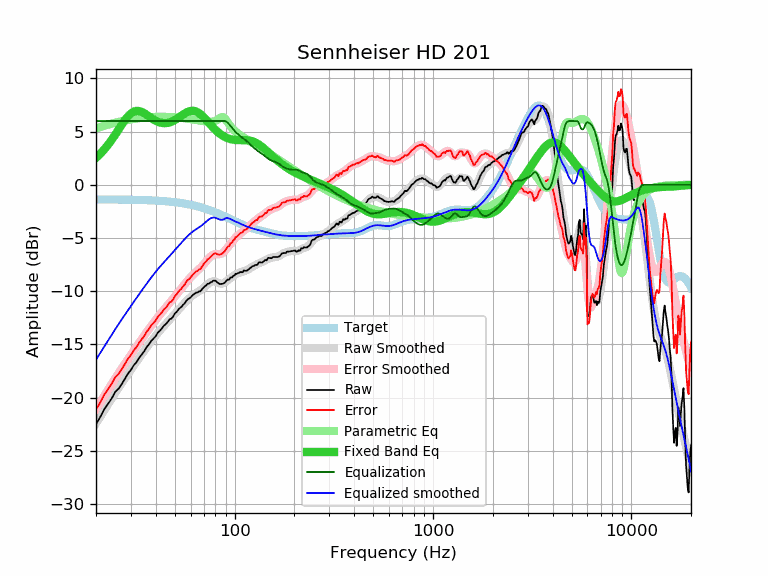 Sennheiser HD 201
Amplitude (dBr)
10
5
0
−5
−10
−15
−20
−25
−30
Target
Raw Smoothed
Error Smoothed
Raw
Error
Parametric Eq
Fixed Band Eq
Equalization
Equalized smoothed
100
1000
10000
Frequency (Hz)